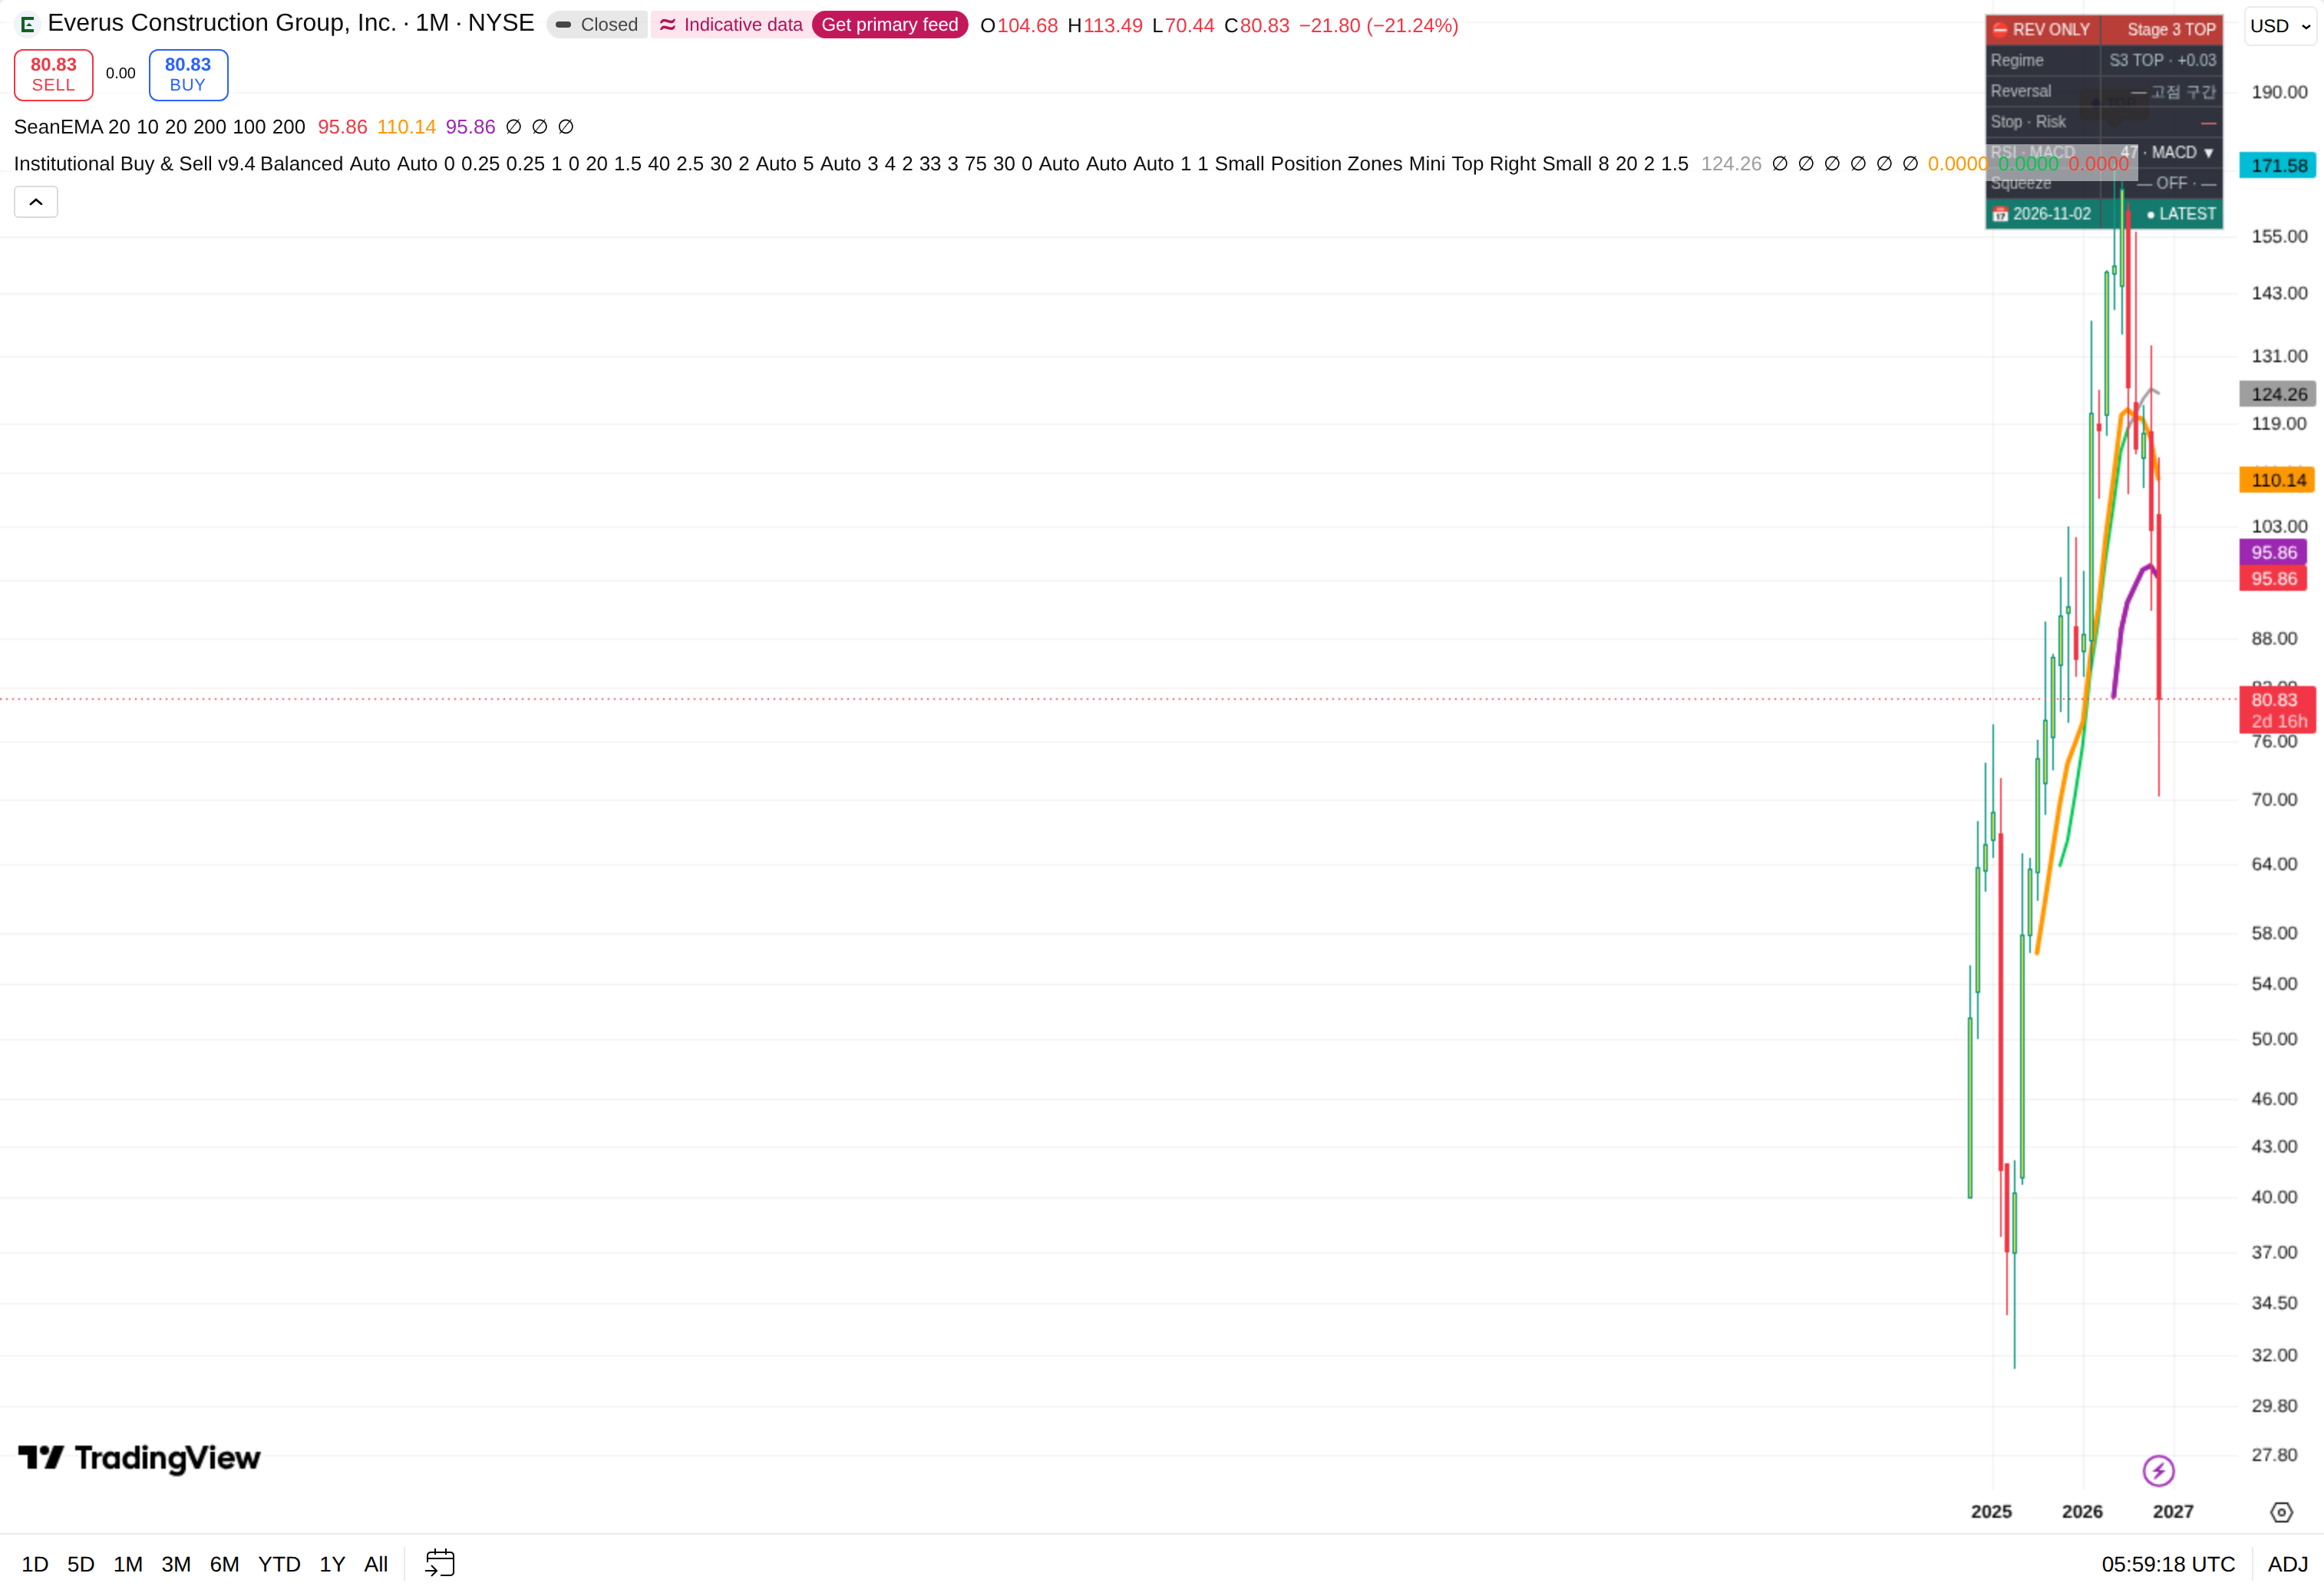 Everus Construction Group, Inc. · 1M · NYSE Closed Indicative data Get primary feed O104.68 H113.49 L70.44 C80.83 −21.80 (−21.24%)
80.83 SELL 0.00 80.83 BUY
SeanEMA 20 10 20 200 100 200 95.86 110.14 95.86 ∅ ∅ ∅
Institutional Buy & Sell v9.4 Balanced Auto Auto 0 0.25 0.25 1 0 20 1.5 40 2.5 30 2 Auto 5 Auto 3 4 2 33 3 75 30 0 Auto Auto Auto 1 1 Small Position Zones Mini Top Right Small 8 20 2 1.5 124.26 ∅ ∅ ∅ ∅ ∅ ∅ 0.0000 0.0000 0.0000
REV ONLY Stage 3 TOP
Regime S3 TOP · +0.03
Reversal — 고점 구간
Stop · Risk —
RSI · MACD 47 · MACD ▼
Squeeze — OFF · —
2026-11-02 ● LATEST
USD
190.00
171.58
155.00
143.00
131.00
124.26
119.00
110.14
103.00
95.86
95.86
88.00
80.83
2d 16h
76.00
70.00
64.00
58.00
54.00
50.00
46.00
43.00
40.00
37.00
34.50
32.00
29.80
27.80
TradingView
2025 2026 2027
1D 5D 1M 3M 6M YTD 1Y All
05:59:18 UTC ADJ